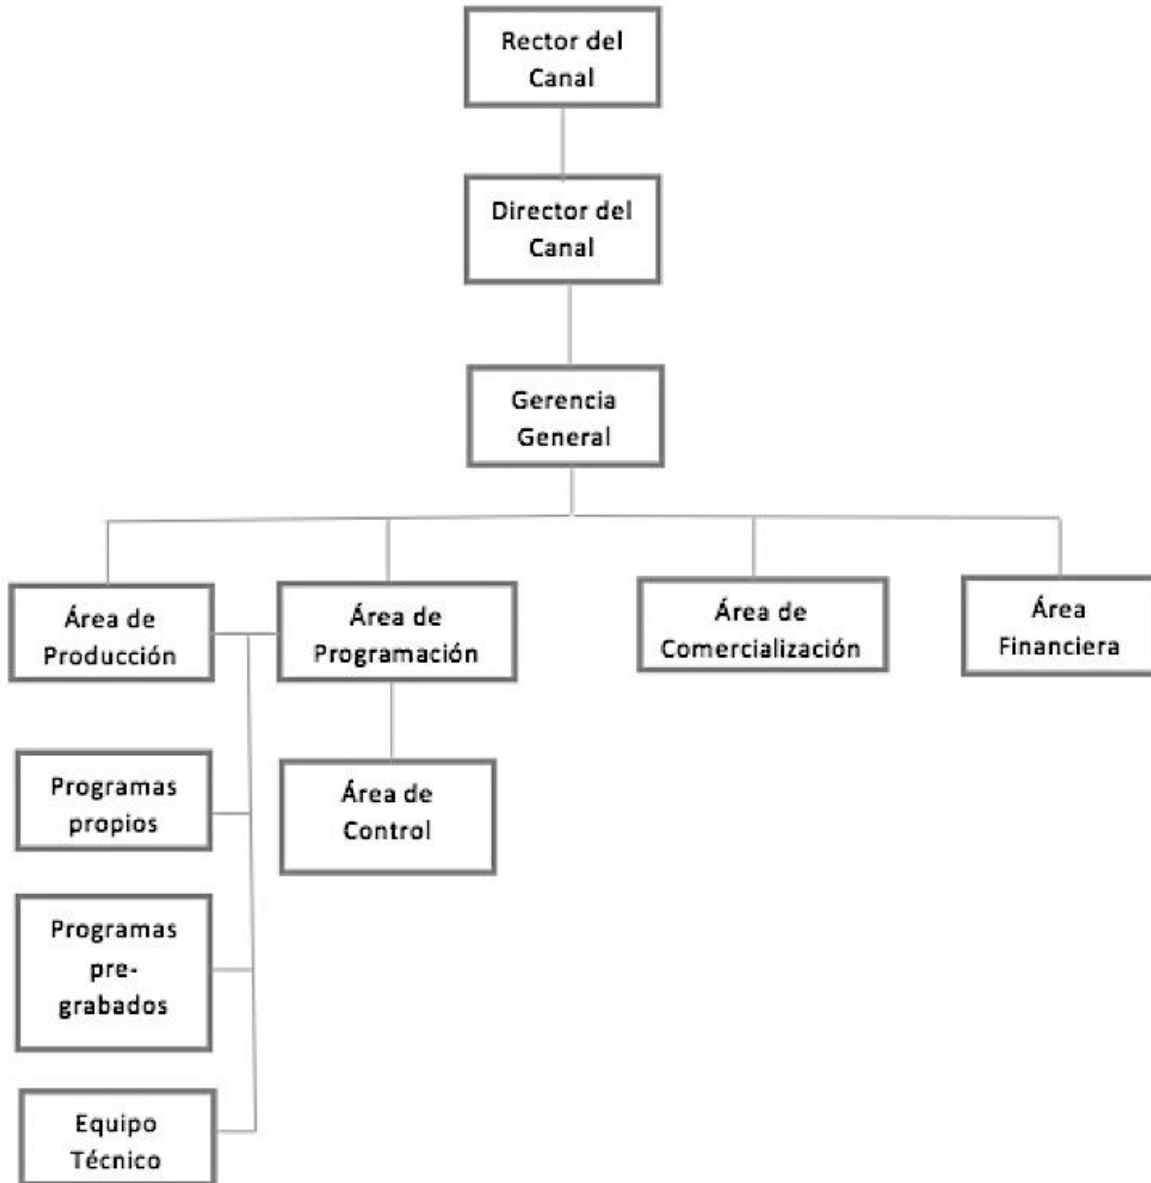 Rector del
Canal
Director del
Canal
Gerencia
General
Área de
Producción
Área de
Programación
Área de
Comercialización
Área
Financiera
Programas
propios
Área de
Control
Programas
pre-
grabados
Equipo
Técnico